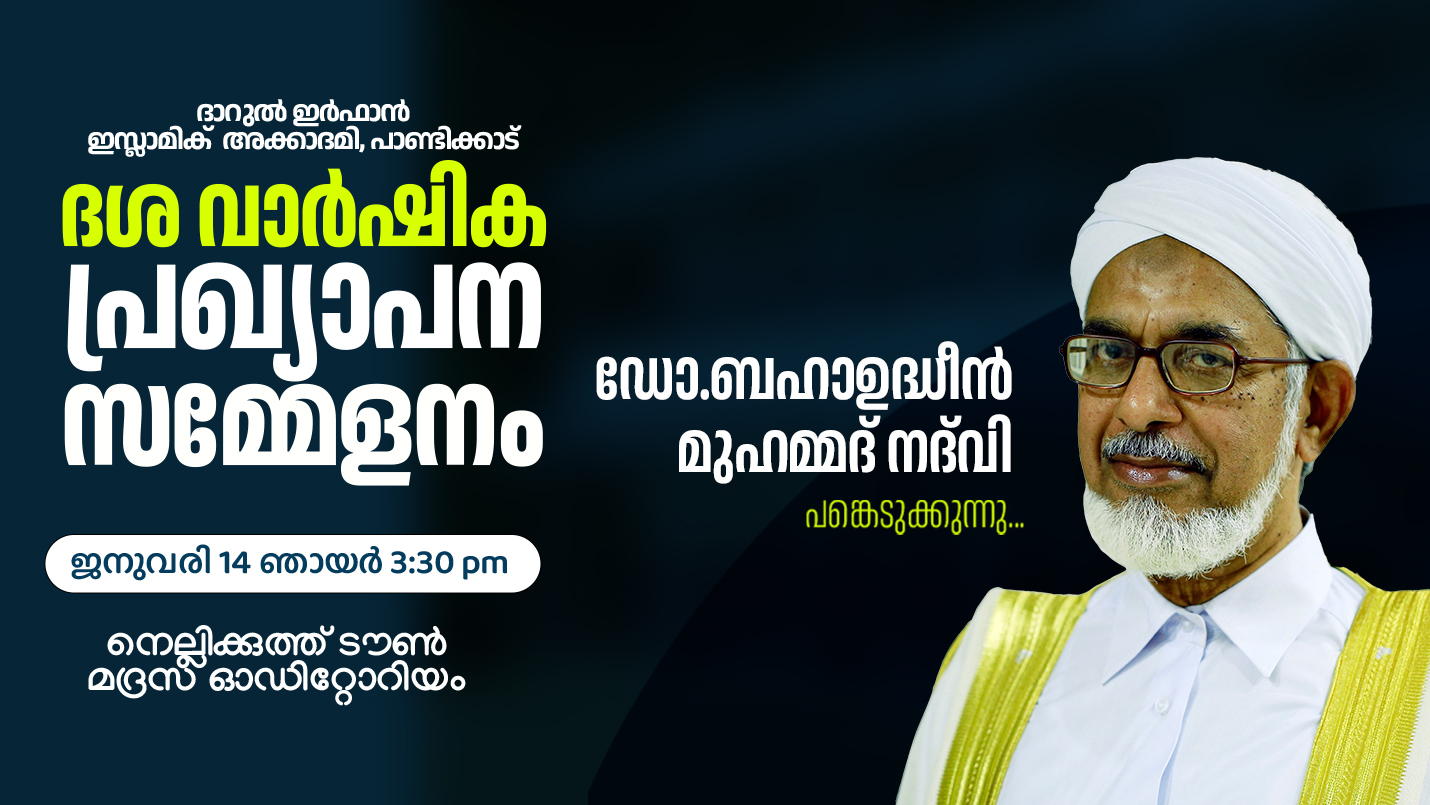 ദാറുൽ ഇർഫാൻ
ഇസ്ലാമിക് അക്കാദമി, പാണ്ടിക്കാട്
ദശ വാർഷിക
പ്രഖ്യാപന
സമ്മേളനം
ഡോ.ബഹാഉദ്ധീൻ
മുഹമ്മദ് നദ്‌വി
പങ്കെടുക്കുന്നു...
ജനുവരി 14 ഞായർ 3:30 pm
നെല്ലിക്കുത്ത് ടൗൺ
മദ്രസ ഓഡിറ്റോറിയം